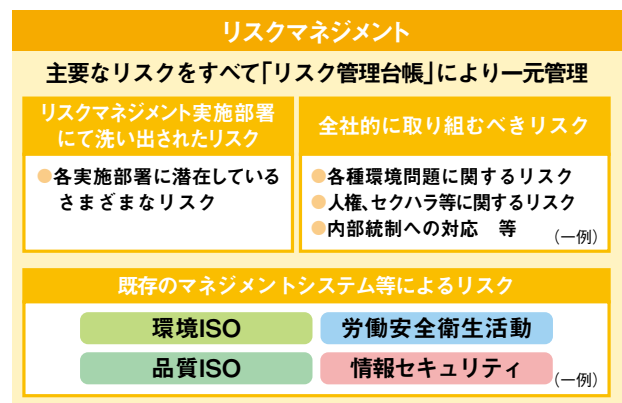 リスクマネジメント
主要なリスクをすべて「リスク管理台帳」により一元管理
リスクマネジメント実施部署
にて洗い出されたリスク
●各実施部署に潜在している
さまざまなリスク
全社的に取り組むべきリスク
●各種環境問題に関するリスク
●人権、セクハラ等に関するリスク
●内部統制への対応　等
（一例）
既存のマネジメントシステム等によるリスク
環境ISO
労働安全衛生活動
品質ISO
情報セキュリティ
（一例）